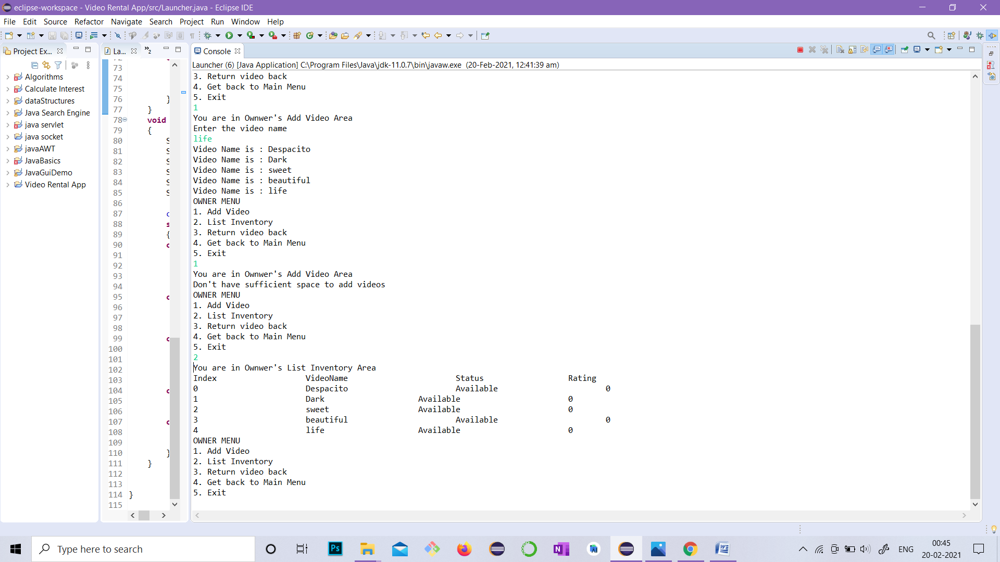 eclipse-workspace - Video Rental App/src/Launcher.java - Eclipse IDE
File Edit Source Refactor Navigate Search Project Run Window Help
Project Ex...
La...
2
Console
Launcher (6) [Java Application] C:\Program Files\Java\jdk-11.0.7\bin\javaw.exe (20-Feb-2021, 12:41:39 am)
Algorithms
Calculate Interest
dataStructures
Java Search Engine
java servlet
java socket
javaAWT
JavaBasics
JavaGuiDemo
Video Rental App
73
74
75
76 }
77 }
78 void
79 {
80 S
81 S
82 S
83 S
84 S
85 S
86
87 c
88 s
89 {
90 c
91
92
93
94
95 c
96
97
98
99 c
100
101
102
103
104 c
105
106
107 c
108
109
110 }
111 }
112
113
114 }
115
3. Return video back
4. Get back to Main Menu
5. Exit
1
You are in Ownwer's Add Video Area
Enter the video name
life
Video Name is : Despacito
Video Name is : Dark
Video Name is : sweet
Video Name is : beautiful
Video Name is : life
OWNER MENU
1. Add Video
2. List Inventory
3. Return video back
4. Get back to Main Menu
5. Exit
1
You are in Ownwer's Add Video Area
Don't have sufficient space to add videos
OWNER MENU
1. Add Video
2. List Inventory
3. Return video back
4. Get back to Main Menu
5. Exit
2
You are in Ownwer's List Inventory Area
Index VideoName Status Rating
0 Despacito Available 0
1 Dark Available 0
2 sweet Available 0
3 beautiful Available 0
4 life Available 0
OWNER MENU
1. Add Video
2. List Inventory
3. Return video back
4. Get back to Main Menu
5. Exit
Type here to search
Ps
N
W
ENG
00:45
20-02-2021